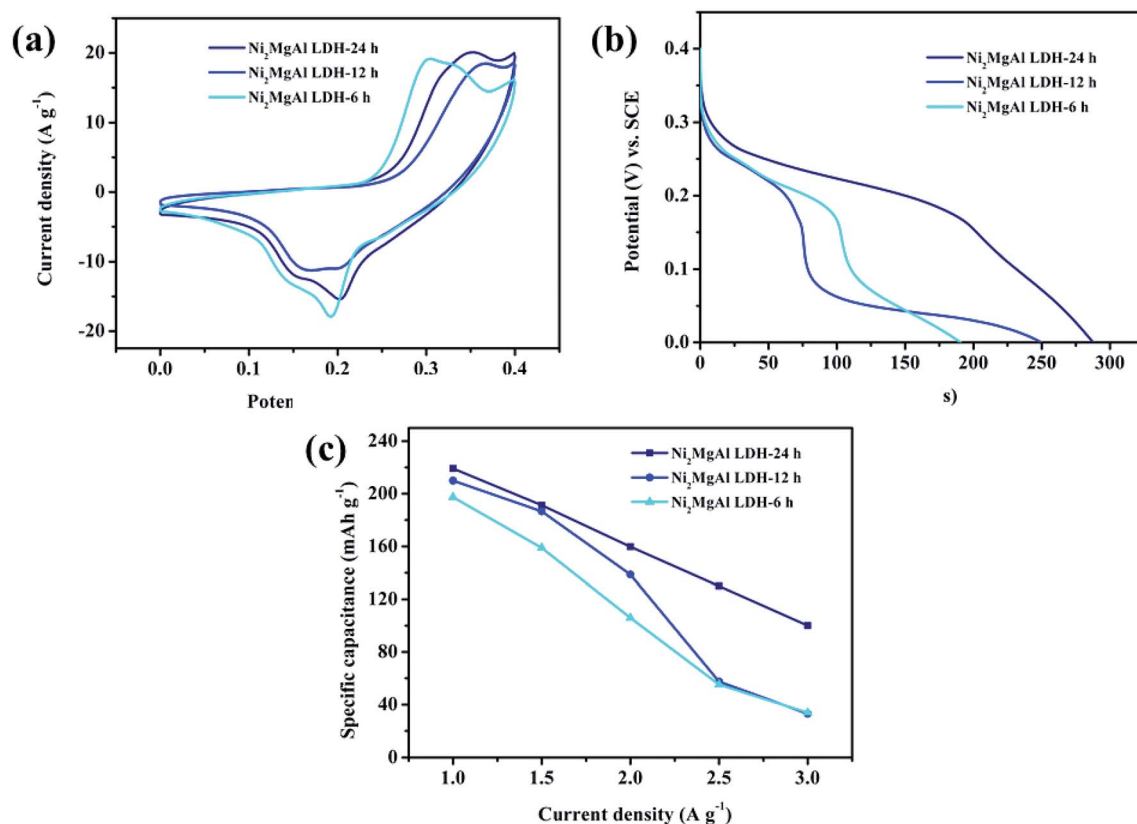 (a)
Ni₂MgAl LDH-24 h
Ni₂MgAl LDH-12 h
Ni₂MgAl LDH-6 h
Current density (A g⁻¹)
20
10
0
-10
-20
0.0 0.1 0.2 0.3 0.4
Poten
(b)
Ni₂MgAl LDH-24 h
Ni₂MgAl LDH-12 h
Ni₂MgAl LDH-6 h
Potential (V) vs. SCE
0.4
0.3
0.2
0.1
0.0
0 50 100 150 200 250 300
s)
(c)
Ni₂MgAl LDH-24 h
Ni₂MgAl LDH-12 h
Ni₂MgAl LDH-6 h
Specific capacitance (mAh g⁻¹)
240
200
160
120
80
40
0
1.0 1.5 2.0 2.5 3.0
Current density (A g⁻¹)